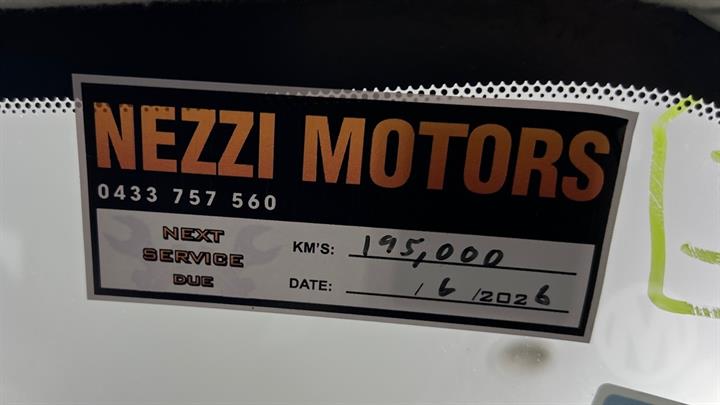 NEZZI MOTORS
0433 757 560
NEXT
SERVICE
DUE
KM'S: 195,000
DATE: / 6 /2026